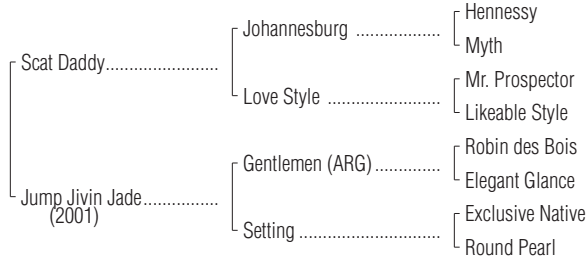 Hennessy
Johannesburg ..................
Myth
Scat Daddy........................
Mr. Prospector
Love Style ........................
Likeable Style
Robin des Bois
Gentlemen (ARG)..............
Elegant Glance
Jump Jivin Jade................
(2001)
Exclusive Native
Setting ..............................
Round Pearl